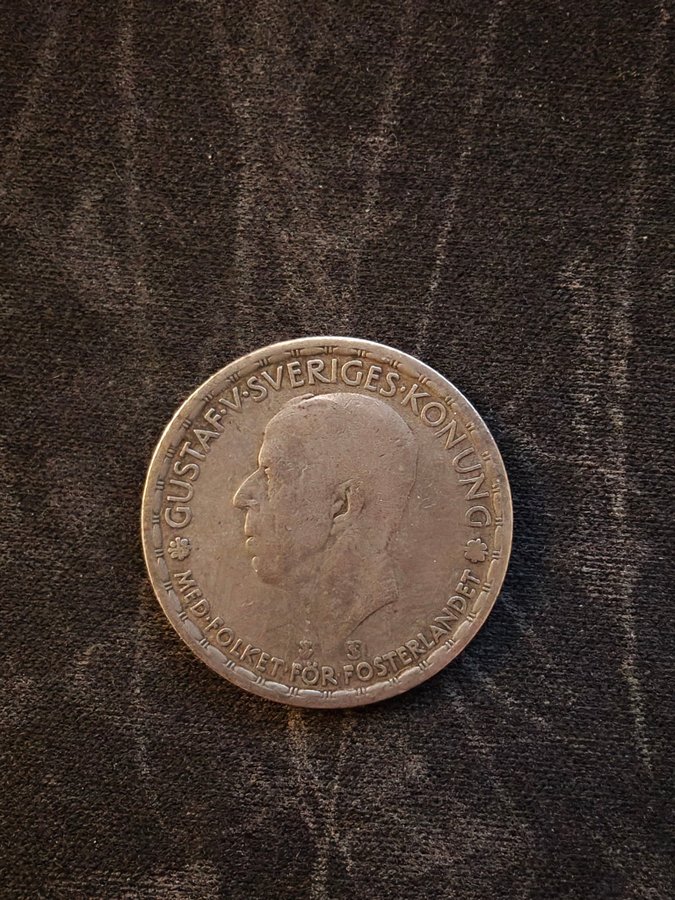 GUSTAF·V·SVERIGES·KONUNG
MED·FOLKET·FÖR·FOSTERLANDET